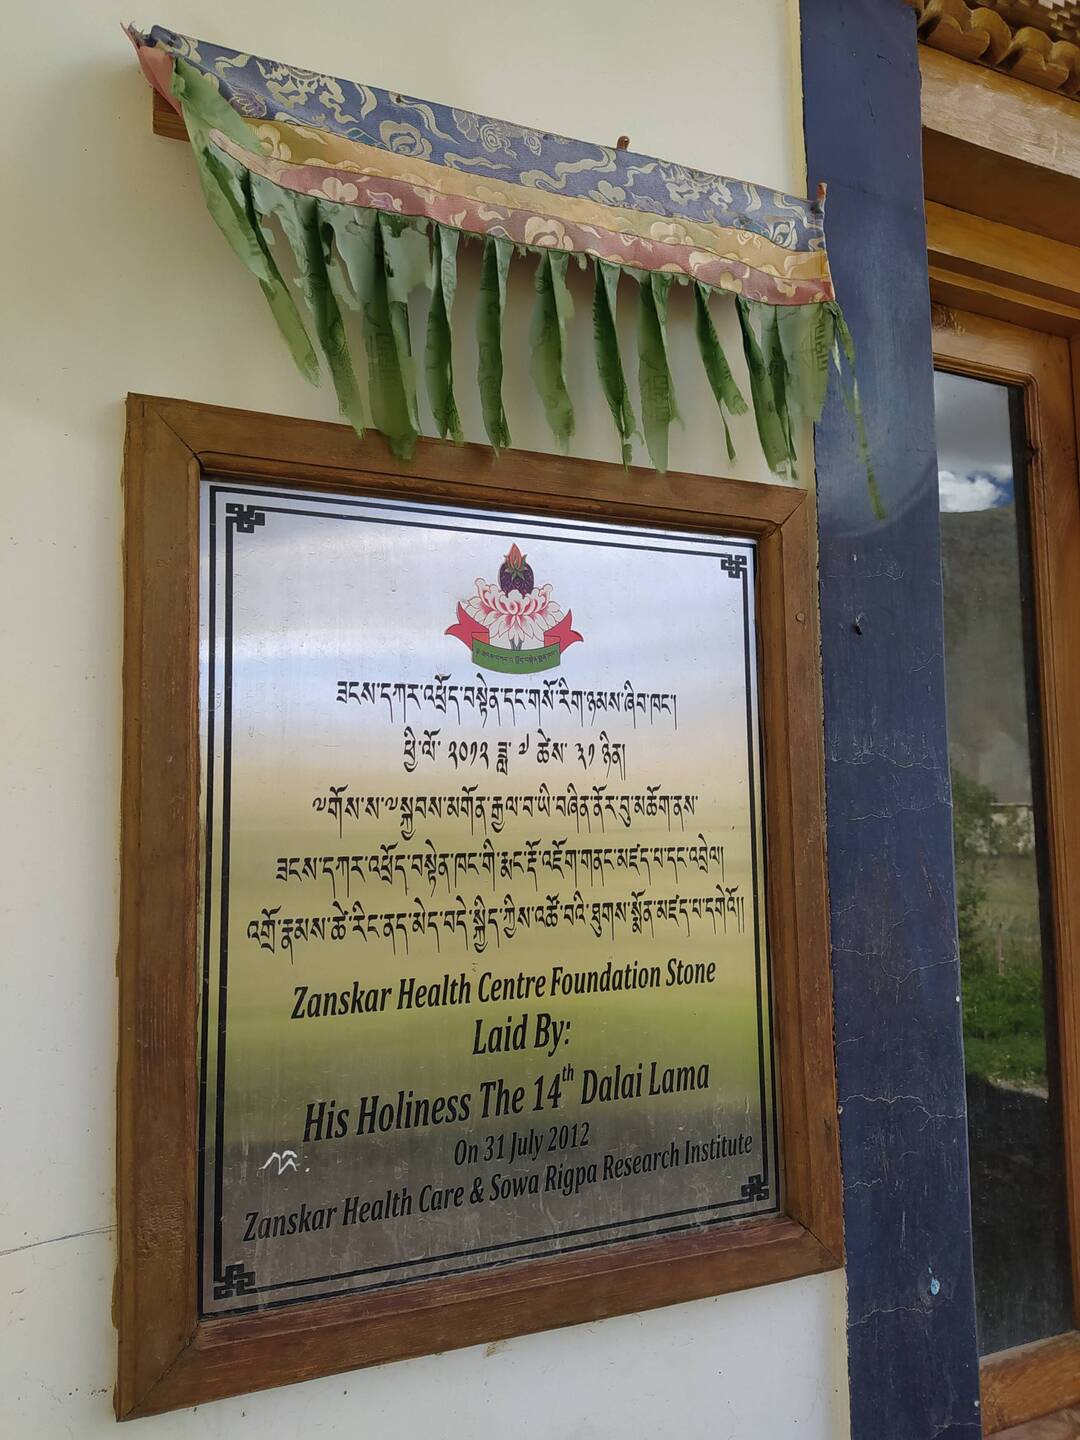 ཟངས་དཀར་འཕྲོད་བསྟེན་དང་གསོ་རིག་ཉམས་ཞིབ་ཁང་།
ཕྱི་ལོ་ ༢༠༡༢ ཟླ་ ༧ ཚེས་ ༣༡ ཉིན།
༧གོས་ས་༧སྐྱབས་མགོན་རྒྱལ་བ་ཡི་བཞིན་ནོར་བུ་མཆོག་ནས་
ཟངས་དཀར་འཕྲོད་བསྟེན་ཁང་གི་རྨང་རྡོ་འཇོག་གནང་མཛད་པ་དང་འབྲེལ།།
འགྲོ་རྣམས་ཚེ་རིང་ནད་མེད་བདེ་སྐྱིད་ཀྱིས་འཚོ་བའི་ཐུགས་སྨོན་མཛད་པ་དགེའོ།།
Zanskar Health Centre Foundation Stone
Laid By:
His Holiness The 14th Dalai Lama
On 31 July 2012
Zanskar Health Care & Sowa Rigpa Research Institute